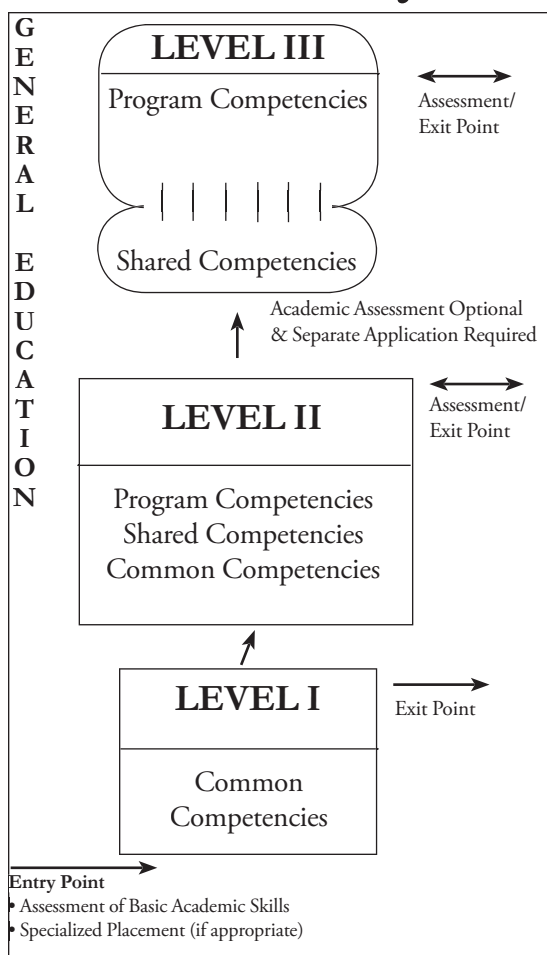 GENERAL EDUCATION
LEVEL III
Program Competencies
Assessment/
Exit Point
Shared Competencies
Academic Assessment Optional
& Separate Application Required
LEVEL II
Assessment/
Exit Point
Program Competencies
Shared Competencies
Common Competencies
LEVEL I
Exit Point
Common
Competencies
Entry Point
• Assessment of Basic Academic Skills
• Specialized Placement (if appropriate)